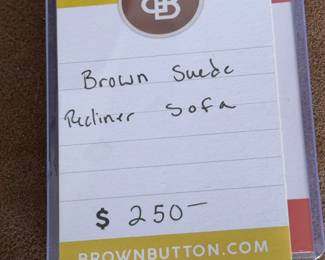 Brown Suede
Recliner Sofa
$ 250—
BROWNBUTTON.COM